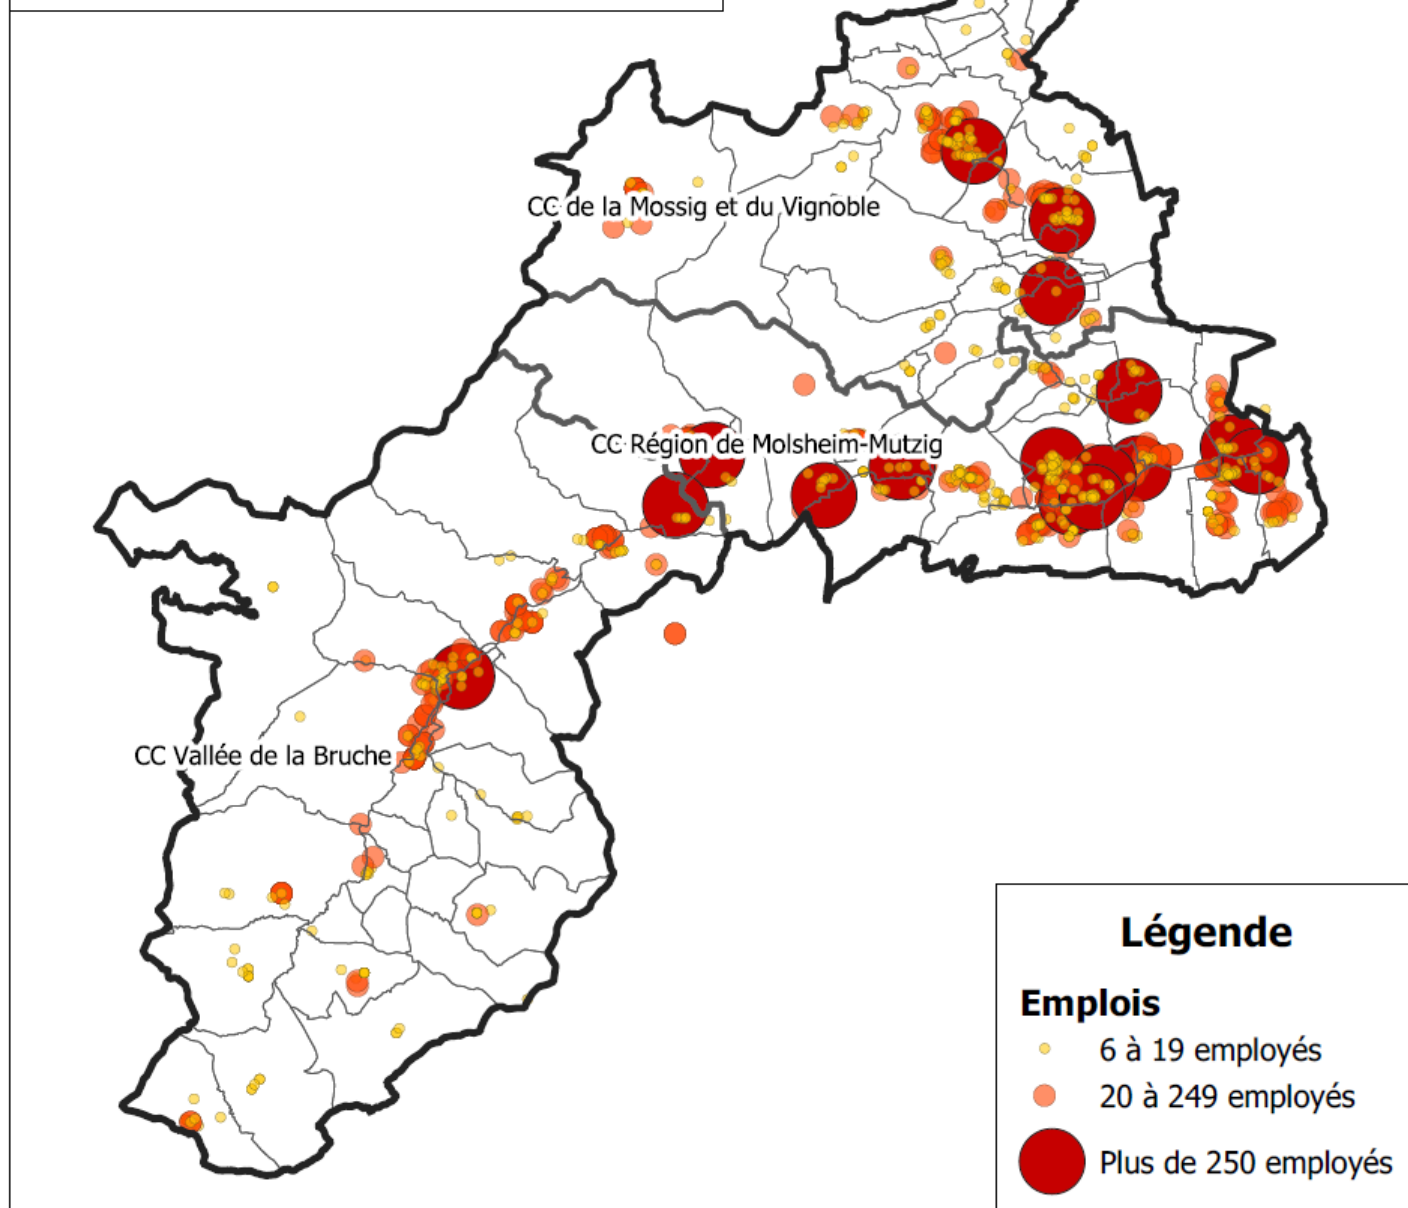 CC de la Mossig et du Vignoble
CC Région de Molsheim-Mutzig
CC Vallée de la Bruche
Légende
Emplois
6 à 19 employés
20 à 249 employés
Plus de 250 employés